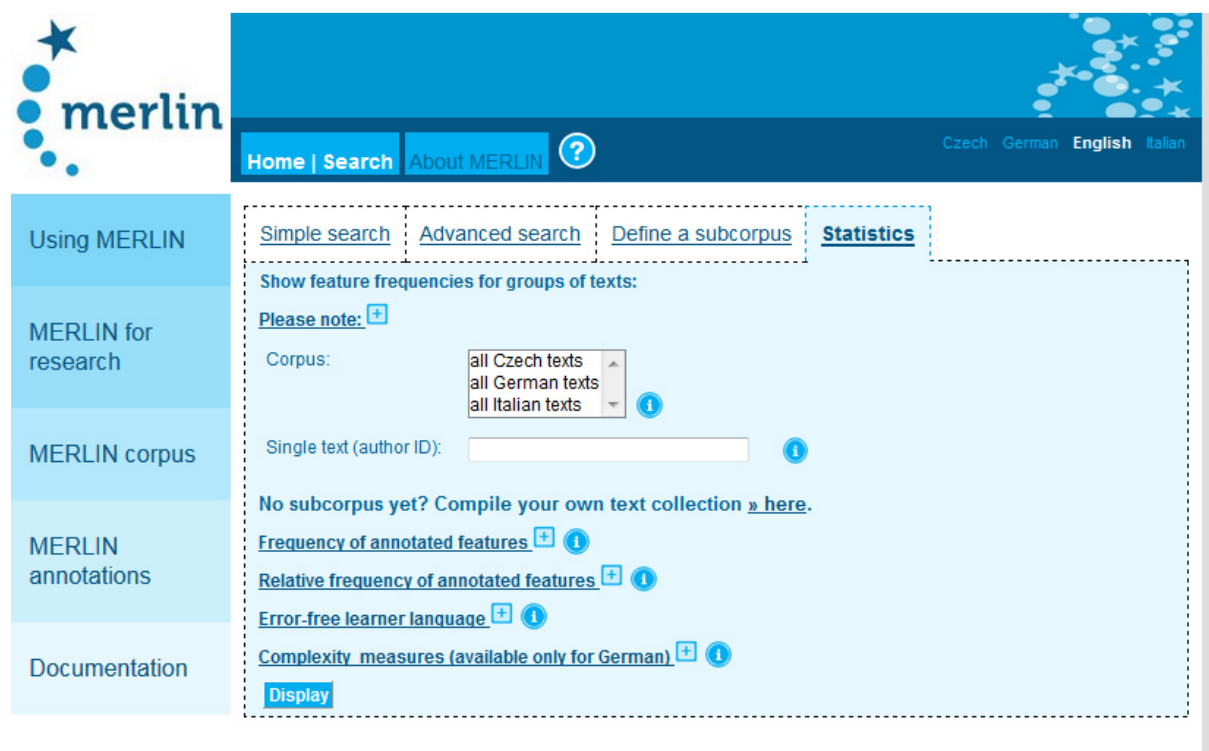 merlin
Home | Search About MERLIN ?
Czech German English Italian
Using MERLIN
MERLIN for
research
MERLIN corpus
MERLIN
annotations
Documentation
Simple search Advanced search Define a subcorpus Statistics
Show feature frequencies for groups of texts:
Please note: +
Corpus:
all Czech texts
all German texts
all Italian texts i
Single text (author ID): i
No subcorpus yet? Compile your own text collection » here.
Frequency of annotated features + i
Relative frequency of annotated features + i
Error-free learner language + i
Complexity measures (available only for German) + i
Display